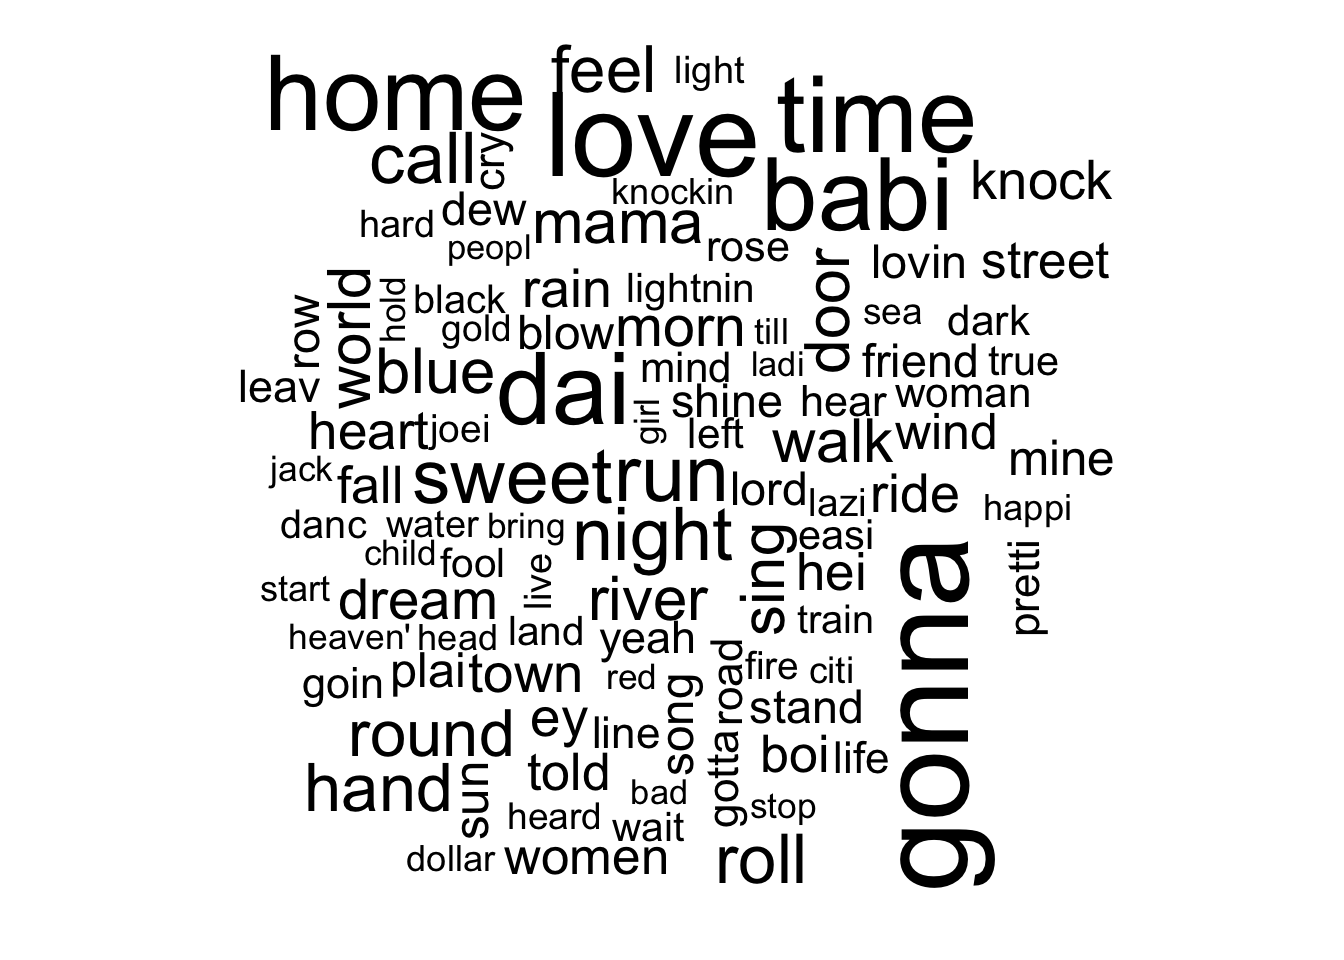 home
feel
light
love
time
call
cry
babi
knock
knockin
hard
dew
mama
peopl
rose
door
lovin
street
world
hold
row
black
rain
lightnin
sea
dark
gold
blow
morn
till
leav
blue
dai
mind
ladi
friend
true
girl
shine
hear
woman
heart
joei
left
walk
wind
mine
jack
fall
sweet
run
lord
lazi
ride
happi
danc
water
bring
night
sing
easi
child
fool
live
hei
gonna
pretti
start
dream
river
train
heaven'
head
land
yeah
goin
plai
town
red
song
road
fire
citi
round
ey
line
stand
gotta
boi
life
hand
sun
told
bad
stop
heard
wait
dollar
women
roll